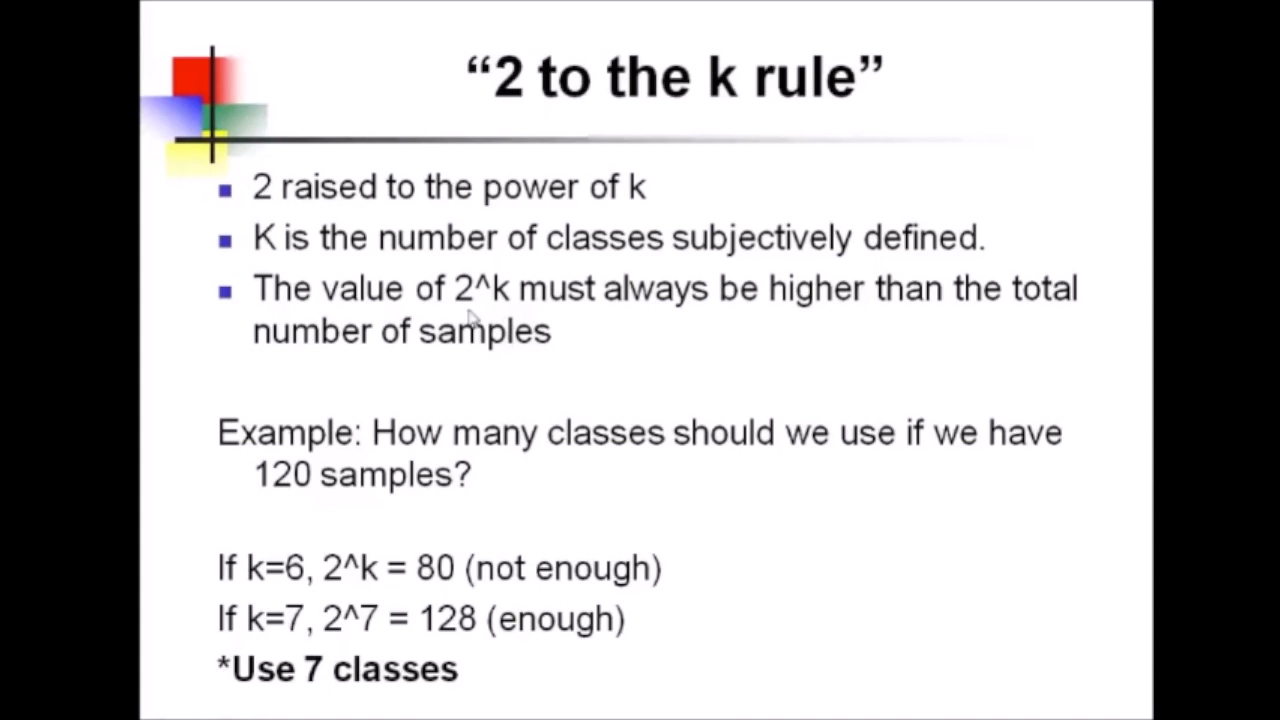 “2 to the k rule”
2 raised to the power of k
K is the number of classes subjectively defined.
The value of 2^k must always be higher than the total
number of samples
Example: How many classes should we use if we have
120 samples?
If k=6, 2^k = 80 (not enough)
If k=7, 2^7 = 128 (enough)
*Use 7 classes